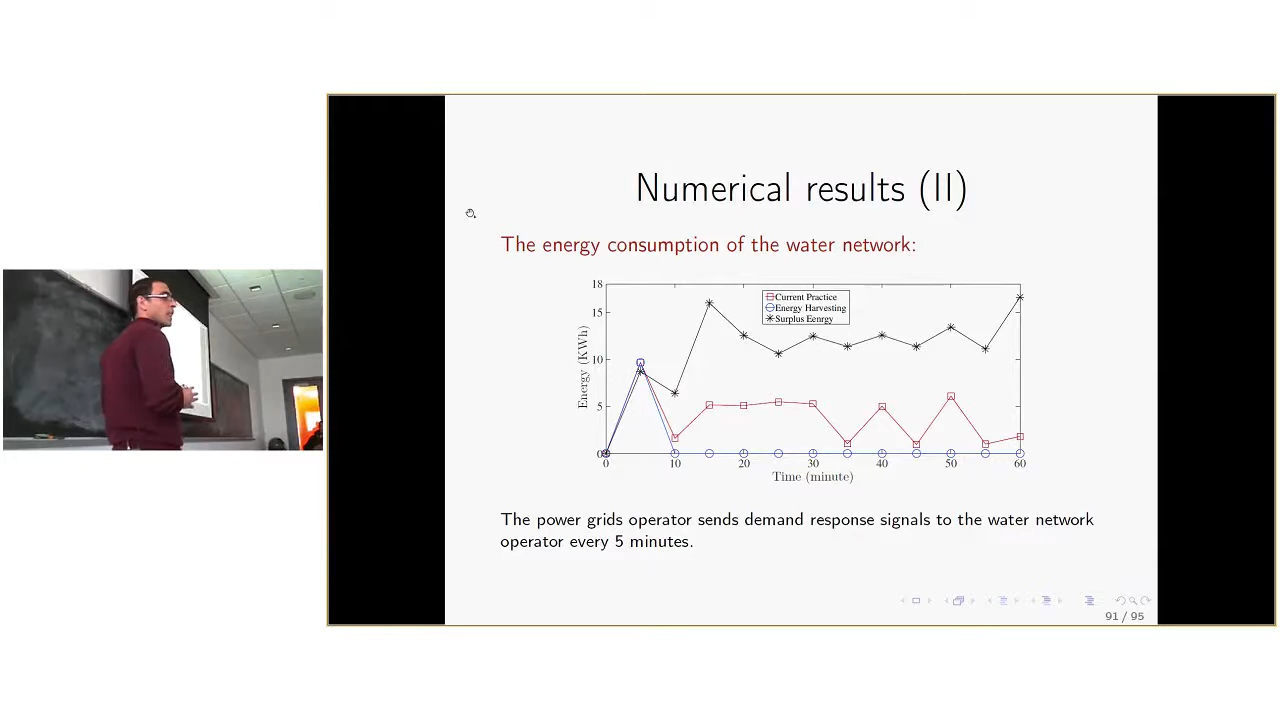 Numerical results (II)
The energy consumption of the water network:
18
15
10
5
0
Energy (KWh)
Current Practice
Energy Harvesting
Surplus Eenrgy
0 10 20 30 40 50 60
Time (minute)
The power grids operator sends demand response signals to the water network
operator every 5 minutes.
91 / 95